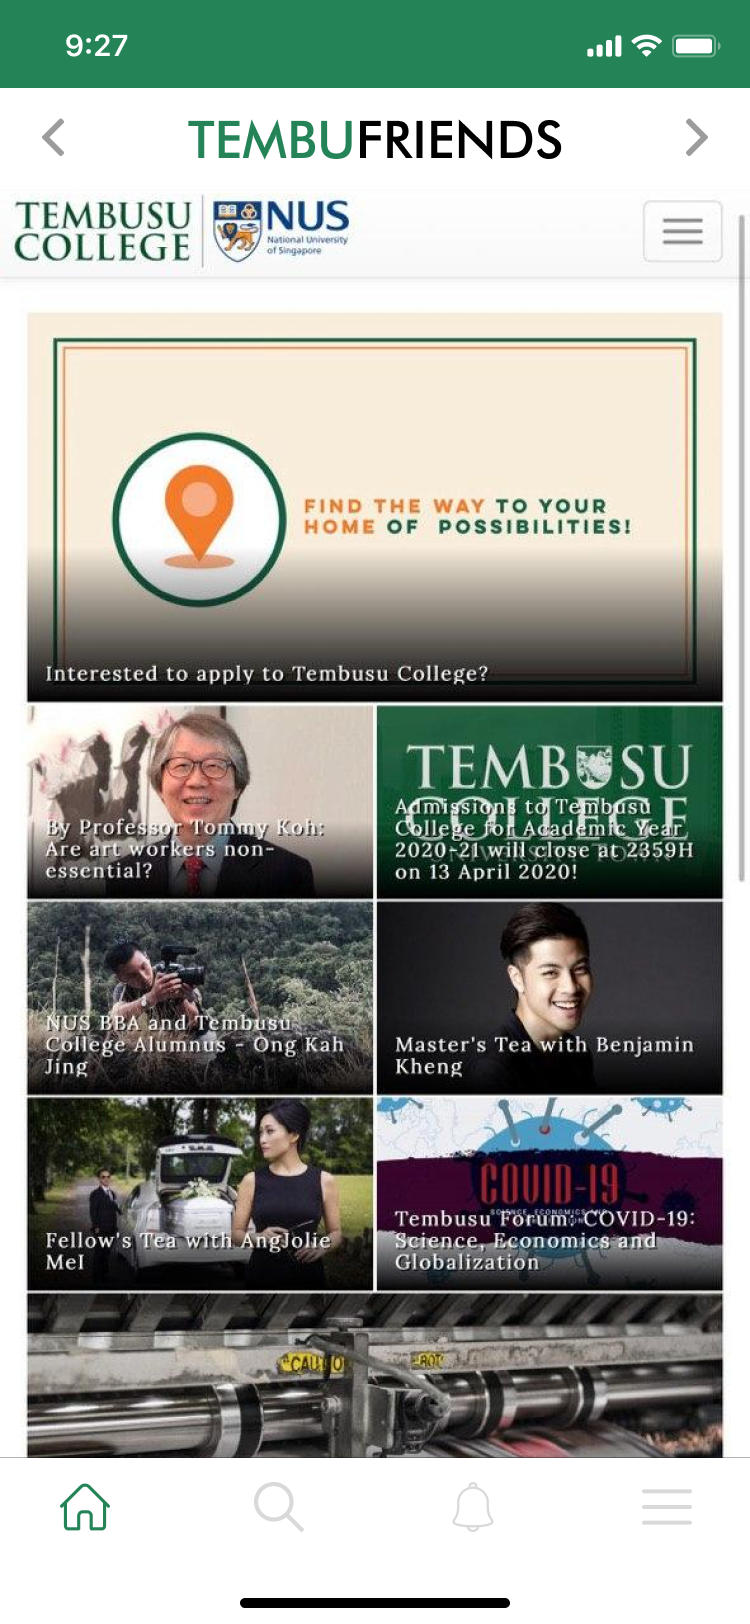 9:27
TEMBUFRIENDS
TEMBUSU
COLLEGE
NUS
National University
of Singapore
FIND THE WAY TO YOUR
HOME OF POSSIBILITIES!
Interested to apply to Tembusu College?
By Professor Tommy Koh:
Are art workers non-
essential?
TEMBUSU
COLLEGE
Admissions to Tembusu
College for Academic Year
2020-21 will close at 2359H
on 13 April 2020!
NUS BBA and Tembusu
College Alumnus - Ong Kah
Jing
Master's Tea with Benjamin
Kheng
Fellow's Tea with AngJolie
MeI
COVID-19
Tembusu Forum: COVID-19:
Science, Economics and
Globalization